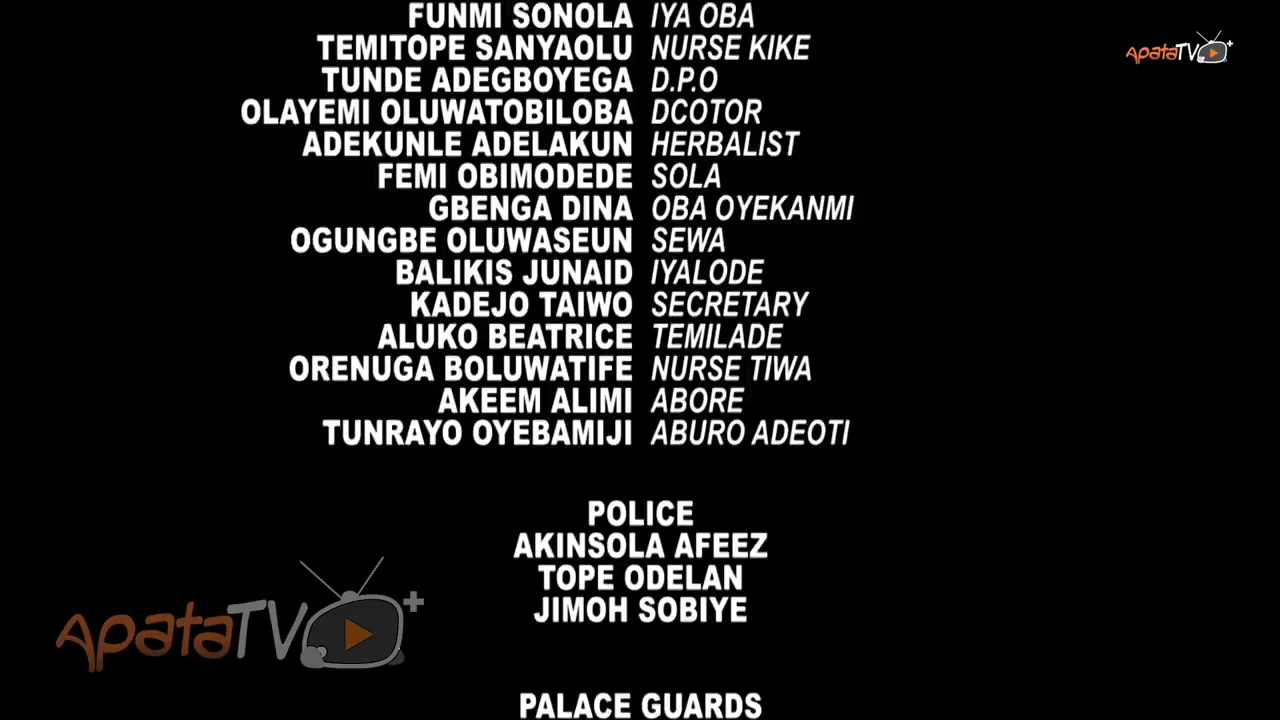 FUNMI SONOLA IYA OBA
ApataTV+
TEMITOPE SANYAOLU NURSE KIKE
TUNDE ADEGBOYEGA D.P.O
OLAYEMI OLUWATOBILOBA DCOTOR
ADEKUNLE ADELAKUN HERBALIST
FEMI OBIMODEDE SOLA
GBENGA DINA OBA OYEKANMI
OGUNGBE OLUWASEUN SEWA
BALIKIS JUNAID IYALODE
KADEJO TAIWO SECRETARY
ALUKO BEATRICE TEMILADE
ORENUGA BOLUWATIFE NURSE TIWA
AKEEM ALIMI ABORE
TUNRAYO OYEBAMIJI ABURO ADEOTI
POLICE
AKINSOLA AFEEZ
TOPE ODELAN
JIMOH SOBIYE
ApataTV+
PALACE GUARDS